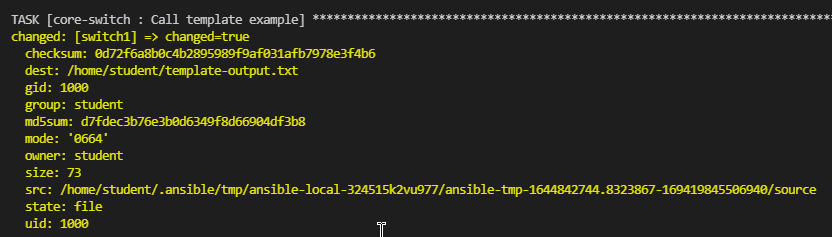 TASK [core-switch : Call template example] **************************************************************************
changed: [switch1] => changed=true
  checksum: 0d72f6a8b0c4b2895989f9af031afb7978e3f4b6
  dest: /home/student/template-output.txt
  gid: 1000
  group: student
  md5sum: d7fdec3b76e3b0d6349f8d66904df3b8
  mode: '0664'
  owner: student
  size: 73
  src: /home/student/.ansible/tmp/ansible-local-324515k2vu977/ansible-tmp-1644842744.8323867-169419845506940/source
  state: file
  uid: 1000